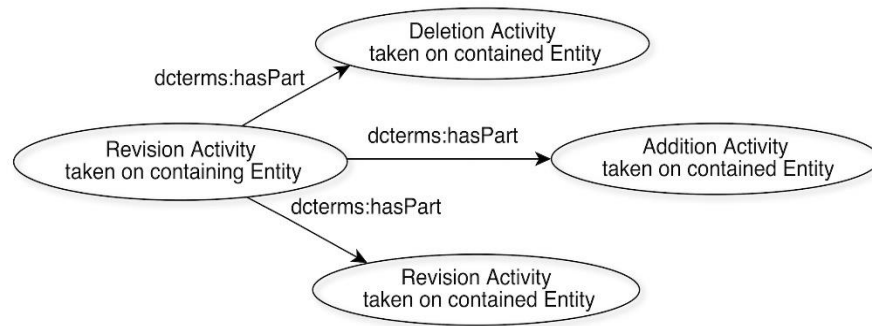 Deletion Activity
taken on contained Entity
dcterms:hasPart
dcterms:hasPart
Revision Activity
taken on containing Entity
Addition Activity
taken on contained Entity
dcterms:hasPart
Revision Activity
taken on contained Entity